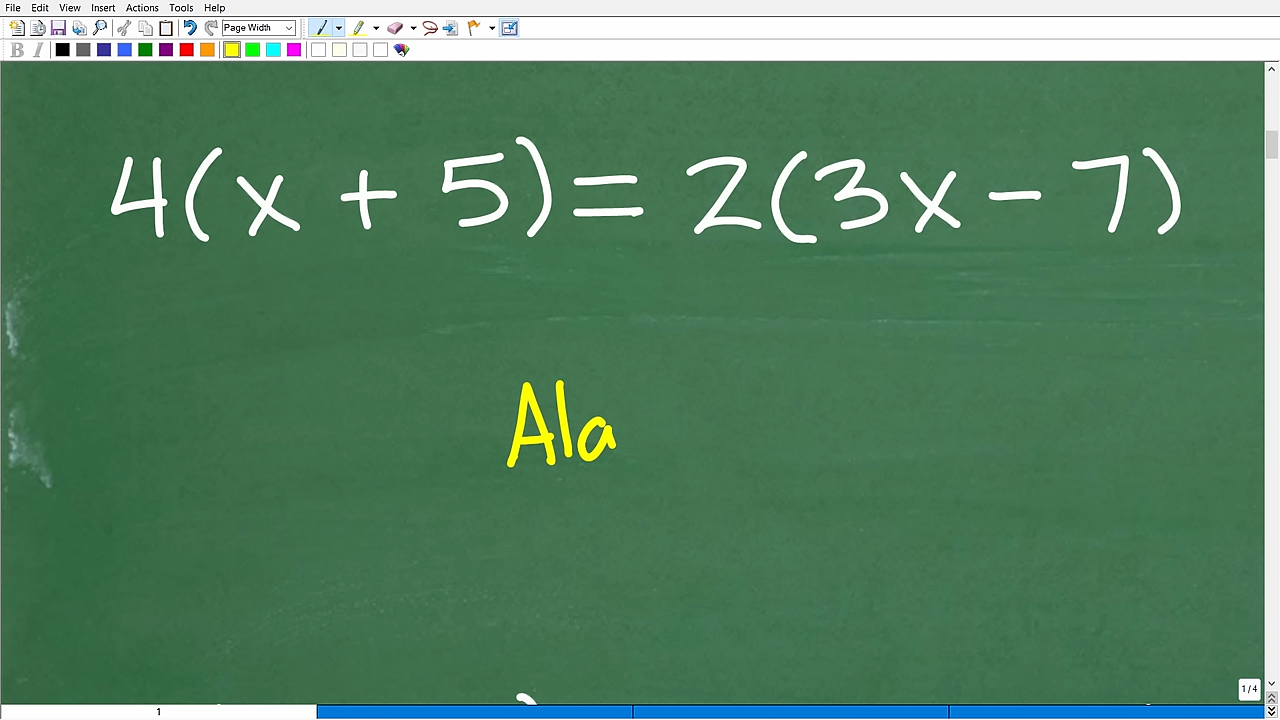 File Edit View Insert Actions Tools Help
Page Width
B I
4(x + 5) = 2(3x - 7)
Ala
1 / 4
1